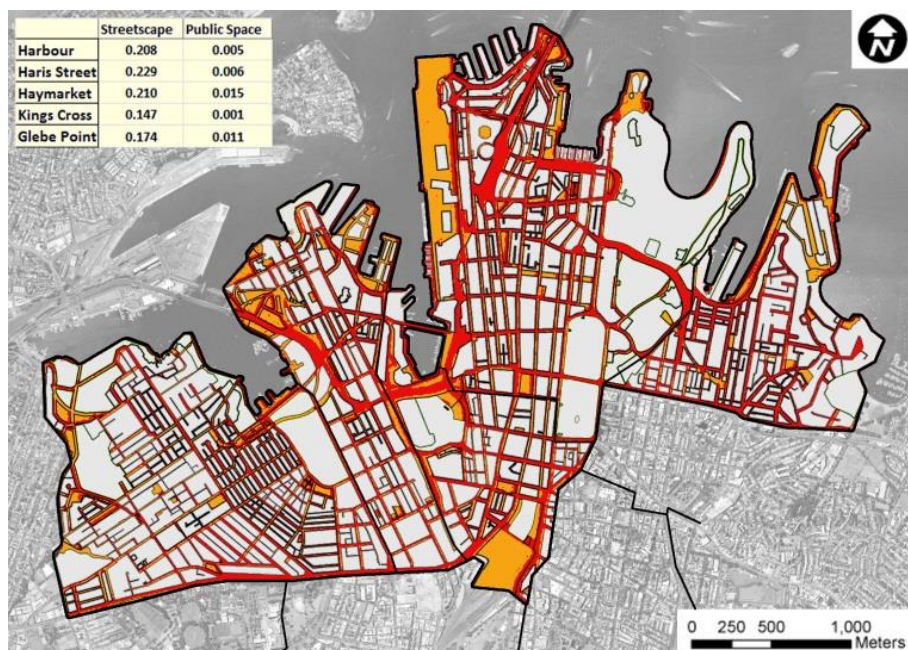 Streetscape Public Space
Harbour 0.208 0.005
Haris Street 0.229 0.006
Haymarket 0.210 0.015
Kings Cross 0.147 0.001
Glebe Point 0.174 0.011
N
0 250 500 1,000
Meters